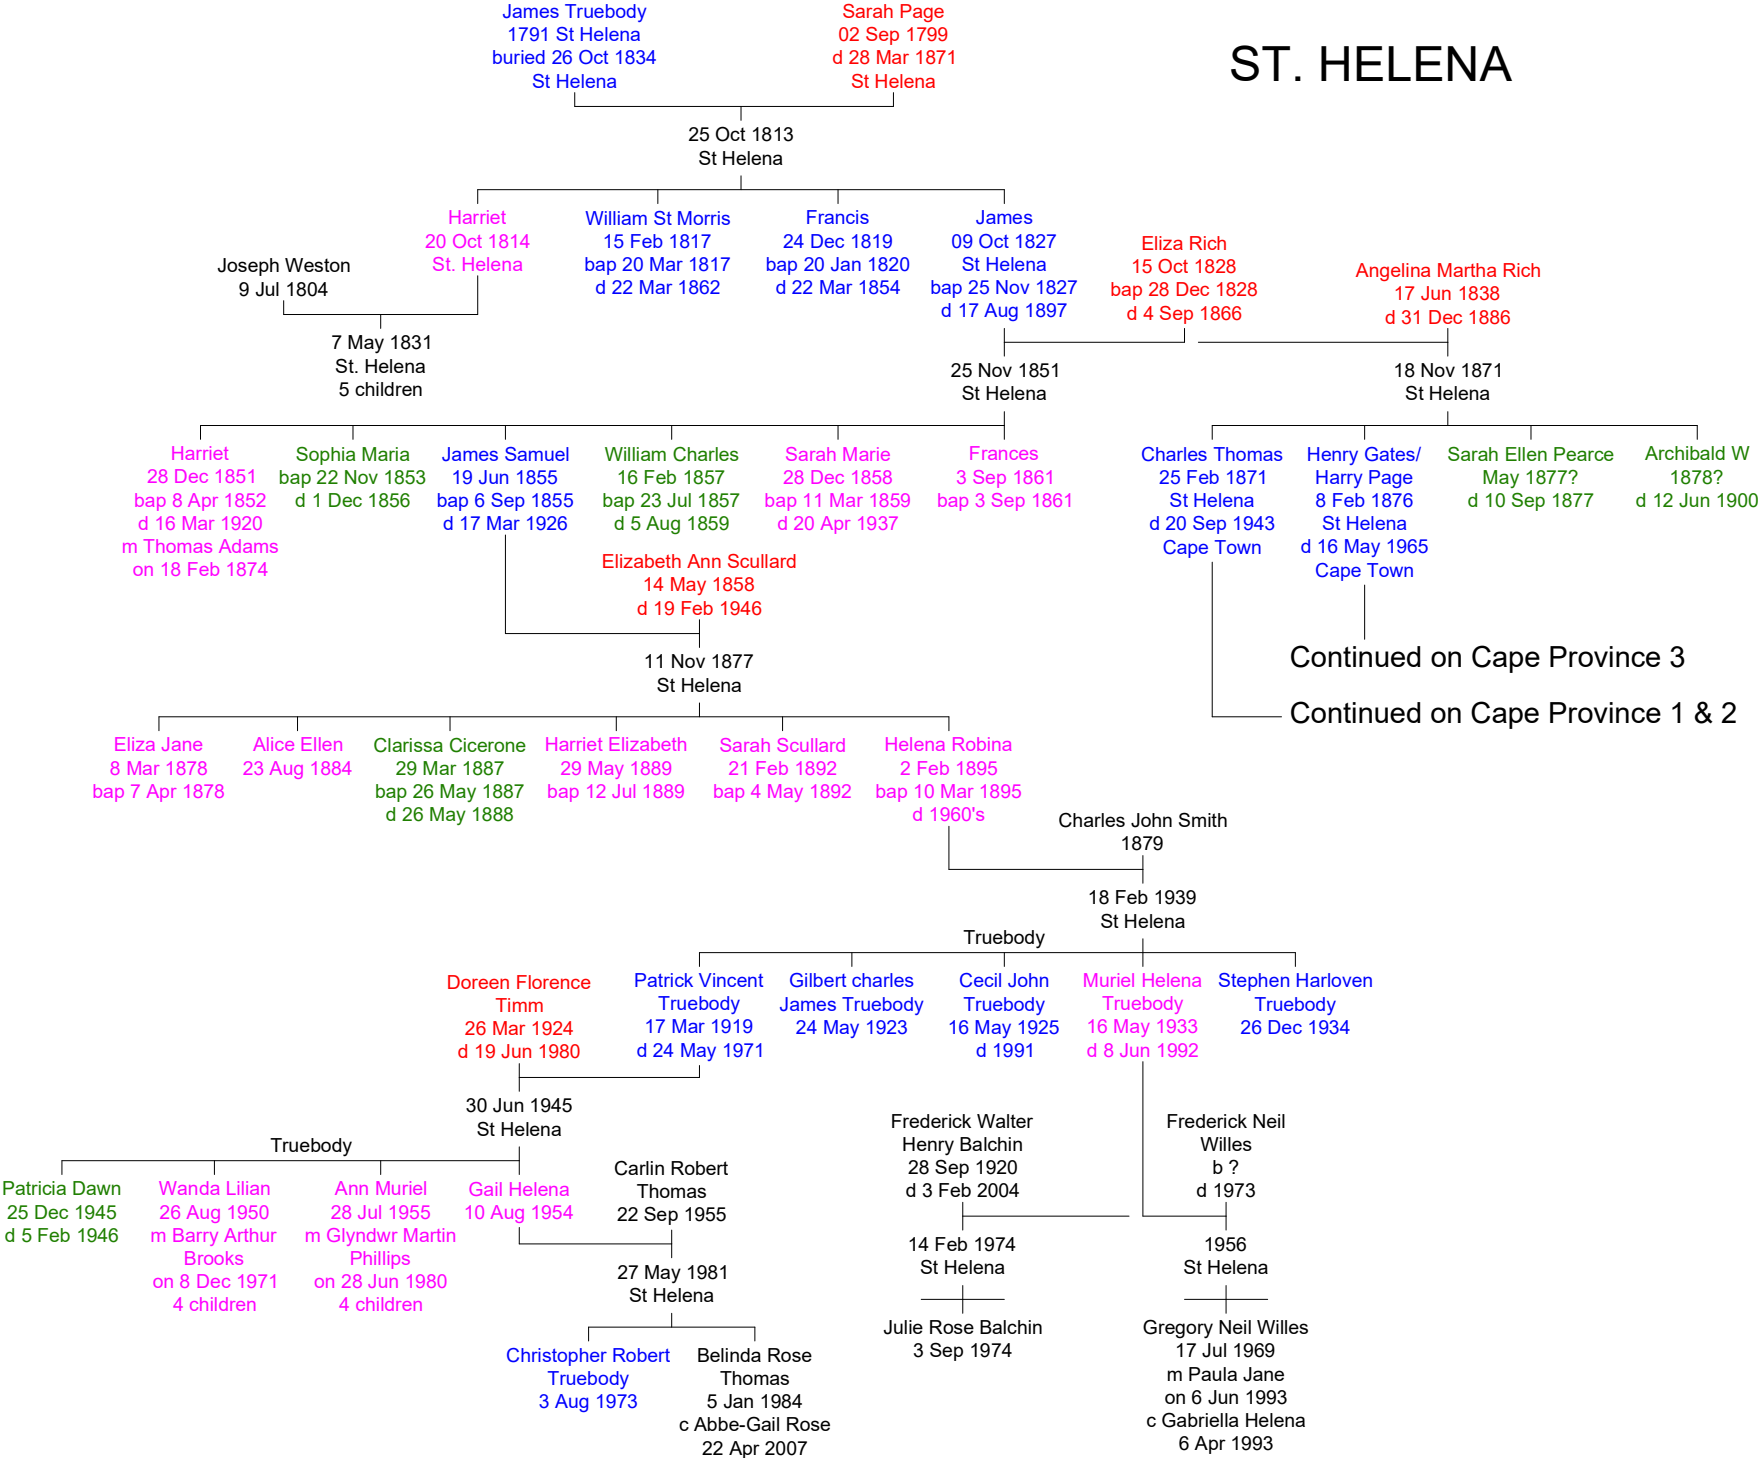 James Truebody
1791 St Helena
buried 26 Oct 1834
St Helena
Sarah Page
02 Sep 1799
d 28 Mar 1871
St Helena
ST. HELENA
25 Oct 1813
St Helena
Joseph Weston
9 Jul 1804
Harriet
20 Oct 1814
St. Helena
William St Morris
15 Feb 1817
bap 20 Mar 1817
d 22 Mar 1862
Francis
24 Dec 1819
bap 20 Jan 1820
d 22 Mar 1854
James
09 Oct 1827
St Helena
bap 25 Nov 1827
d 17 Aug 1897
Eliza Rich
15 Oct 1828
bap 28 Dec 1828
d 4 Sep 1866
Angelina Martha Rich
17 Jun 1838
d 31 Dec 1886
7 May 1831
St. Helena
5 children
25 Nov 1851
St Helena
18 Nov 1871
St Helena
Harriet
28 Dec 1851
bap 8 Apr 1852
d 16 Mar 1920
m Thomas Adams
on 18 Feb 1874
Sophia Maria
bap 22 Nov 1853
d 1 Dec 1856
James Samuel
19 Jun 1855
bap 6 Sep 1855
d 17 Mar 1926
William Charles
16 Feb 1857
bap 23 Jul 1857
d 5 Aug 1859
Sarah Marie
28 Dec 1858
bap 11 Mar 1859
d 20 Apr 1937
Frances
3 Sep 1861
bap 3 Sep 1861
Charles Thomas
25 Feb 1871
St Helena
d 20 Sep 1943
Cape Town
Henry Gates/
Harry Page
8 Feb 1876
St Helena
d 16 May 1965
Cape Town
Sarah Ellen Pearce
May 1877?
d 10 Sep 1877
Archibald W
1878?
d 12 Jun 1900
Elizabeth Ann Scullard
14 May 1858
d 19 Feb 1946
11 Nov 1877
St Helena
Continued on Cape Province 3
Continued on Cape Province 1 & 2
Eliza Jane
8 Mar 1878
bap 7 Apr 1878
Alice Ellen
23 Aug 1884
Clarissa Cicerone
29 Mar 1887
bap 26 May 1887
d 26 May 1888
Harriet Elizabeth
29 May 1889
bap 12 Jul 1889
Sarah Scullard
21 Feb 1892
bap 4 May 1892
Helena Robina
2 Feb 1895
bap 10 Mar 1895
d 1960's
Charles John Smith
1879
18 Feb 1939
St Helena
Truebody
Doreen Florence
Timm
26 Mar 1924
d 19 Jun 1980
Patrick Vincent
Truebody
17 Mar 1919
d 24 May 1971
Gilbert charles
James Truebody
24 May 1923
Cecil John
Truebody
16 May 1925
d 1991
Muriel Helena
Truebody
16 May 1933
d 8 Jun 1992
Stephen Harloven
Truebody
26 Dec 1934
30 Jun 1945
St Helena
Truebody
Patricia Dawn
25 Dec 1945
d 5 Feb 1946
Wanda Lilian
26 Aug 1950
m Barry Arthur
Brooks
on 8 Dec 1971
4 children
Ann Muriel
28 Jul 1955
m Glyndwr Martin
Phillips
on 28 Jun 1980
4 children
Gail Helena
10 Aug 1954
Carlin Robert
Thomas
22 Sep 1955
27 May 1981
St Helena
Frederick Walter
Henry Balchin
28 Sep 1920
d 3 Feb 2004
Frederick Neil
Willes
b ?
d 1973
14 Feb 1974
St Helena
1956
St Helena
Christopher Robert
Truebody
3 Aug 1973
Belinda Rose
Thomas
5 Jan 1984
c Abbe-Gail Rose
22 Apr 2007
Julie Rose Balchin
3 Sep 1974
Gregory Neil Willes
17 Jul 1969
m Paula Jane
on 6 Jun 1993
c Gabriella Helena
6 Apr 1993